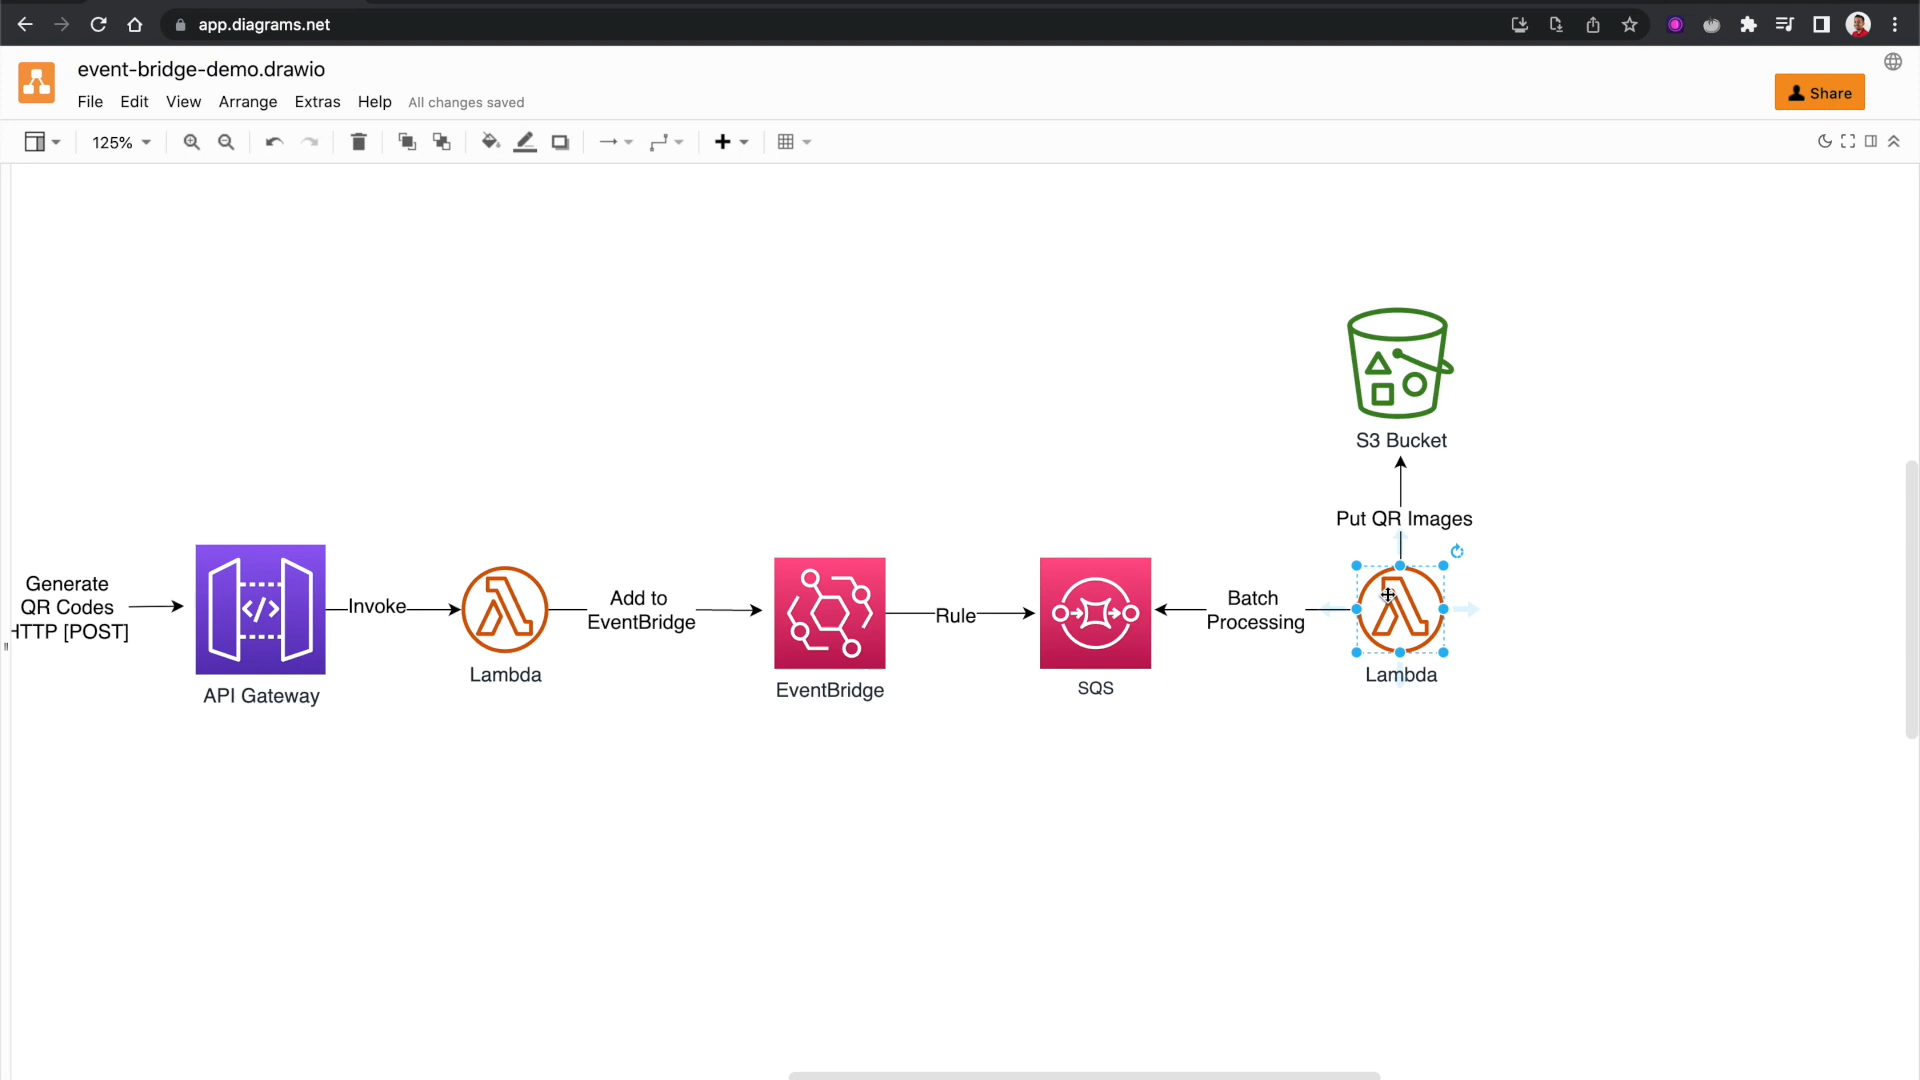 app.diagrams.net
event-bridge-demo.drawio
File Edit View Arrange Extras Help All changes saved
Share
125%
S3 Bucket
Put QR Images
Generate
QR Codes
HTTP [POST]
Invoke
Add to
EventBridge
Rule
Batch
Processing
API Gateway
Lambda
EventBridge
SQS
Lambda